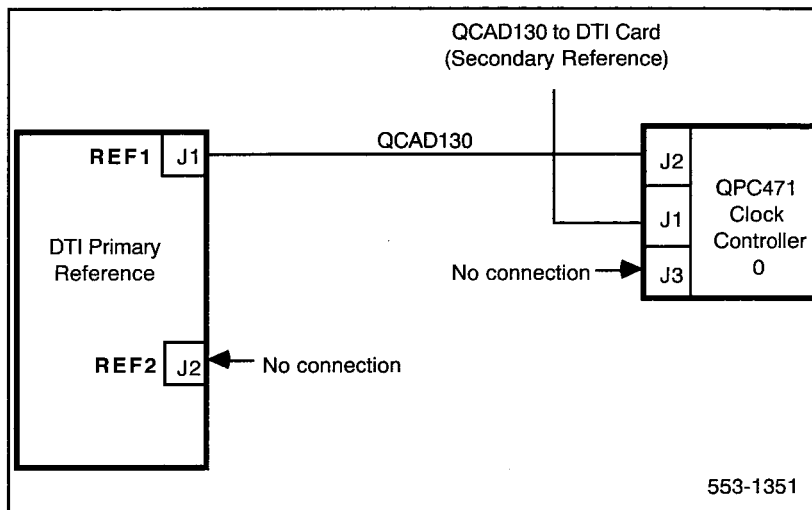 QCAD130 to DTI Card
(Secondary Reference)
REF1 J1
QCAD130
J2
QPC471
Clock
Controller
0
J1
DTI Primary
Reference
No connection
J3
REF2 J2
No connection
553-1351